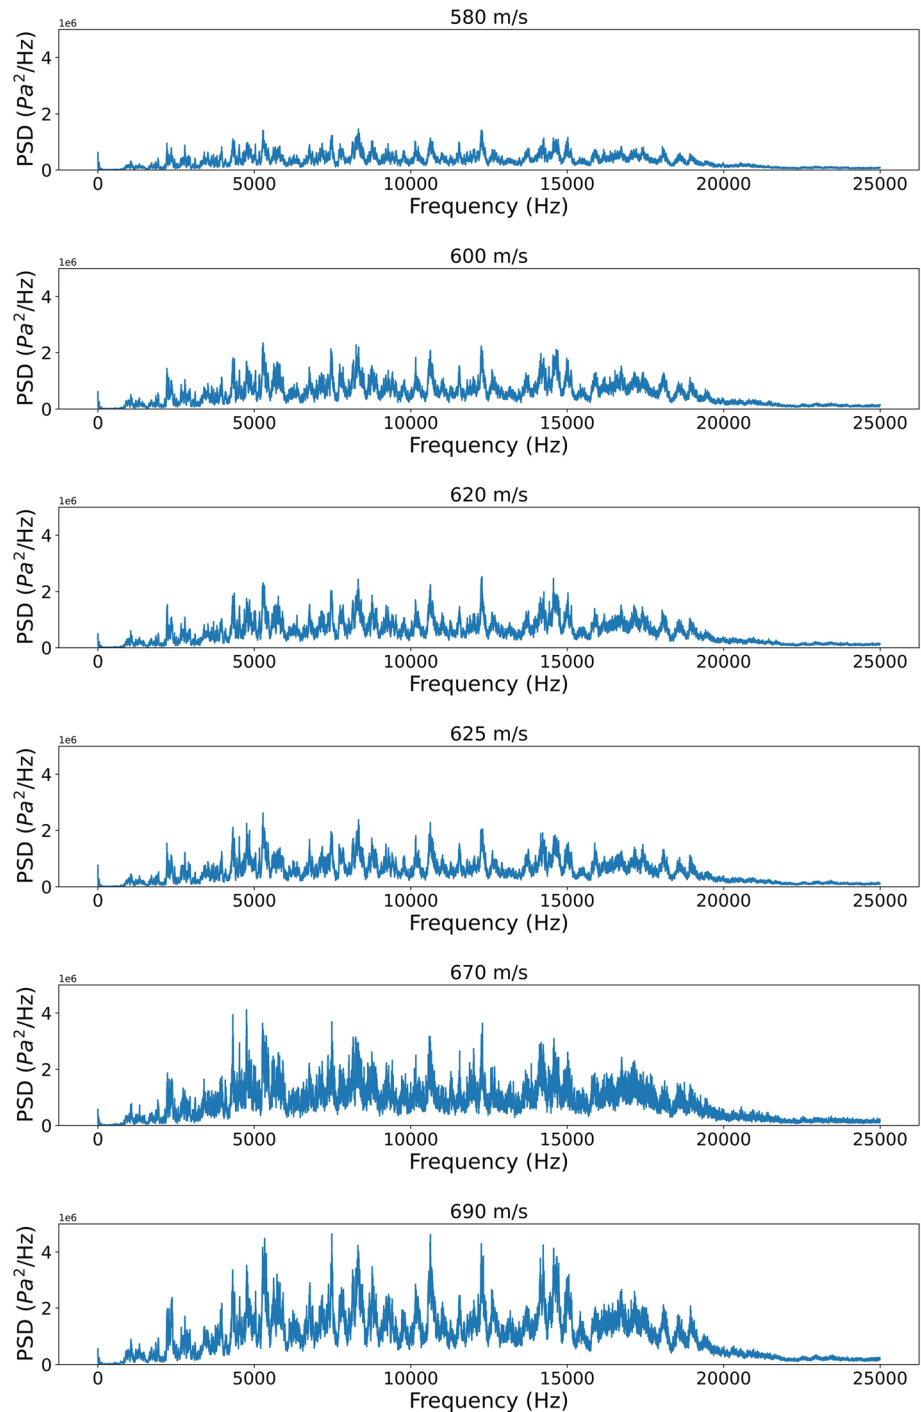 580 m/s
1e6
PSD (Pa²/Hz)
4
2
0
0 5000 10000 15000 20000 25000
Frequency (Hz)
600 m/s
1e6
PSD (Pa²/Hz)
4
2
0
0 5000 10000 15000 20000 25000
Frequency (Hz)
620 m/s
1e6
PSD (Pa²/Hz)
4
2
0
0 5000 10000 15000 20000 25000
Frequency (Hz)
625 m/s
1e6
PSD (Pa²/Hz)
4
2
0
0 5000 10000 15000 20000 25000
Frequency (Hz)
670 m/s
1e6
PSD (Pa²/Hz)
4
2
0
0 5000 10000 15000 20000 25000
Frequency (Hz)
690 m/s
1e6
PSD (Pa²/Hz)
4
2
0
0 5000 10000 15000 20000 25000
Frequency (Hz)